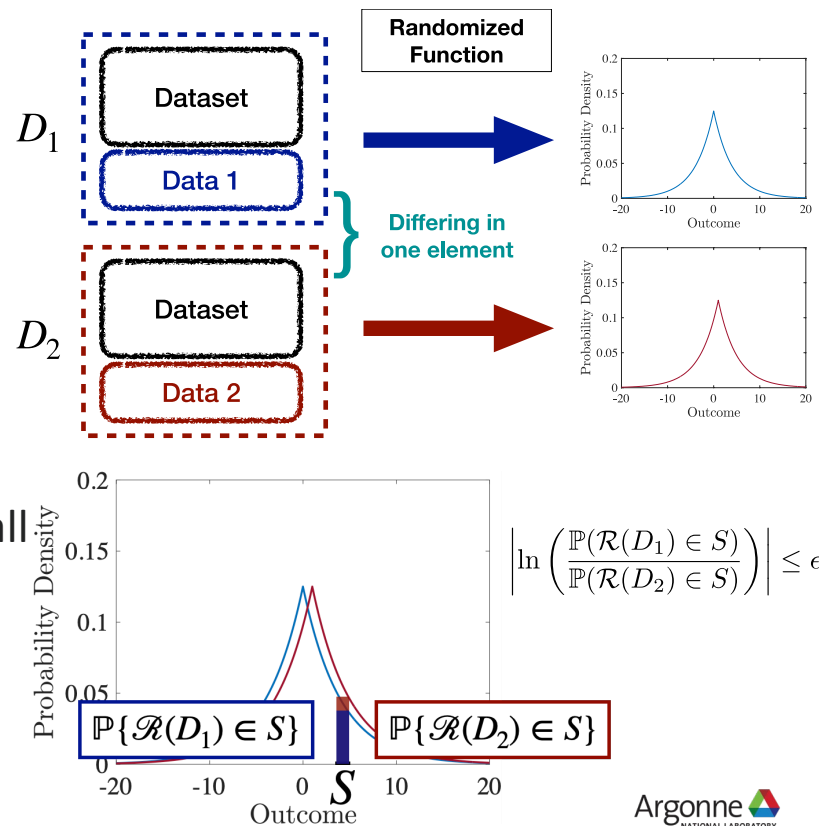 Randomized
Function
D₁
Dataset
Data 1
Differing in
one element
D₂
Dataset
Data 2
0.2
0.15
0.1
0.05
0
-20
-10
0
10
20
Probability Density
Outcome
0.2
0.15
0.1
0.05
0
-20
-10
0
10
20
Probability Density
Outcome
all
0.2
0.15
0.1
0.05
0
-20
-10
0
10
20
Probability Density
Outcome
ℙ{ℛ(D₁) ∈ S}
ℙ{ℛ(D₂) ∈ S}
S
|ln (ℙ(ℛ(D₁) ∈ S) / ℙ(ℛ(D₂) ∈ S))| ≤ ϵ
Argonne
NATIONAL LABORATORY